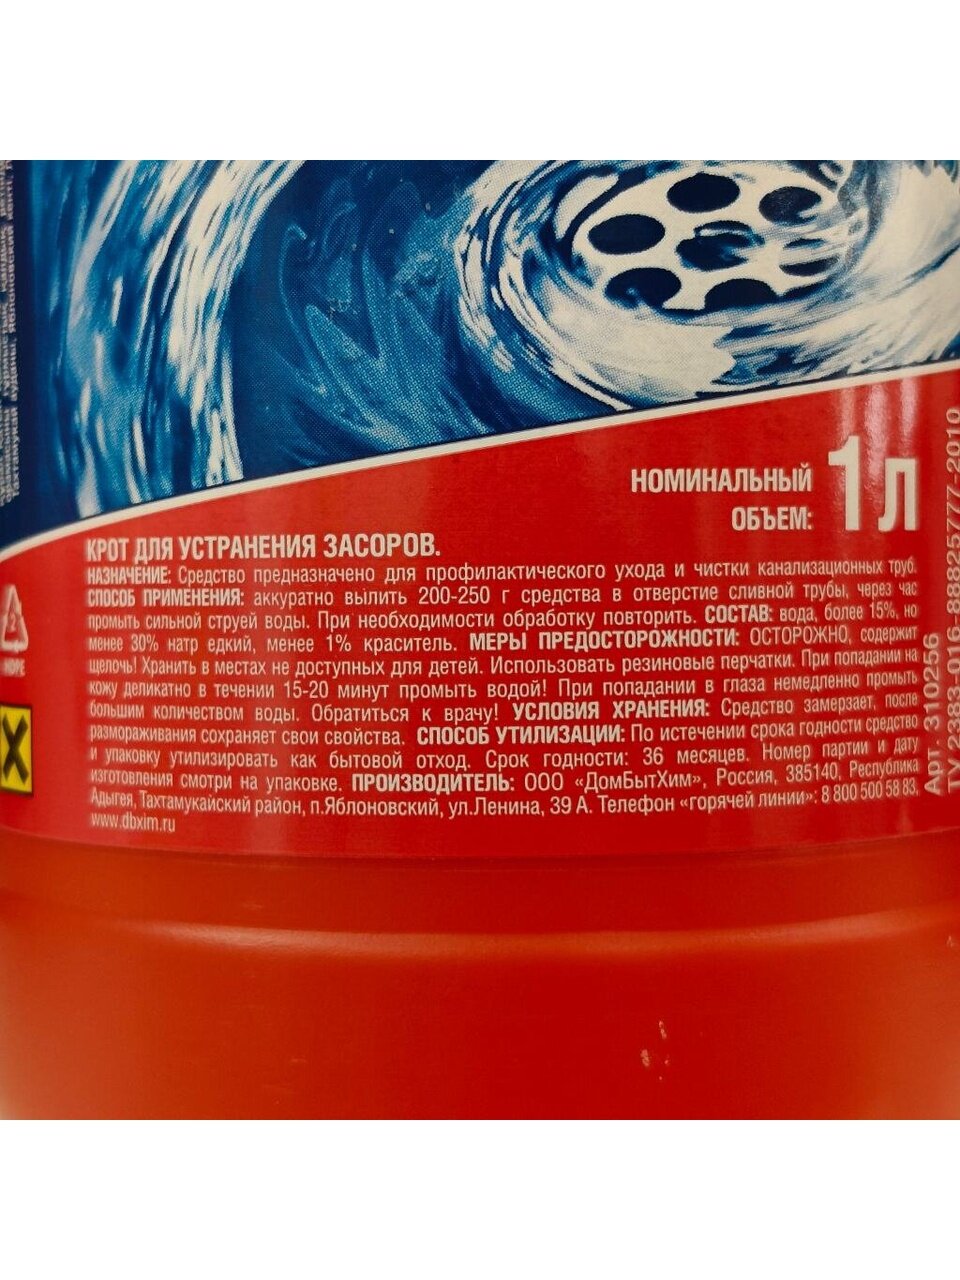 НОМИНАЛЬНЫЙ
ОБЪЕМ:
1 Л
КРОТ ДЛЯ УСТРАНЕНИЯ ЗАСОРОВ.
НАЗНАЧЕНИЕ: Средство предназначено для профилактического ухода и чистки канализационных труб.
СПОСОБ ПРИМЕНЕНИЯ: аккуратно вылить 200-250 г средства в отверстие сливной трубы, через час
промыть сильной струей воды. При необходимости обработку повторить. СОСТАВ: вода, более 15%, но
менее 30% натр едкий, менее 1% краситель. МЕРЫ ПРЕДОСТОРОЖНОСТИ: ОСТОРОЖНО, содержит
щелочь! Хранить в местах не доступных для детей. Использовать резиновые перчатки. При попадании на
кожу деликатно в течении 15-20 минут промыть водой! При попадании в глаза немедленно промыть
большим количеством воды. Обратиться к врачу! УСЛОВИЯ ХРАНЕНИЯ: Средство замерзает, после
размораживания сохраняет свои свойства. СПОСОБ УТИЛИЗАЦИИ: По истечении срока годности средство
и упаковку утилизировать как бытовой отход. Срок годности: 36 месяцев. Номер партии и дату
изготовления смотри на упаковке. ПРОИЗВОДИТЕЛЬ: ООО «ДомБытХим», Россия, 385140, Республика
Адыгея, Тахтамукайский район, п.Яблоновский, ул.Ленина, 39 А. Телефон «горячей линии»: 8 800 500 58 83,
www.dbxim.ru
Арт. 310256
ТУ 2383-016-88825777-2010
2
HDPE